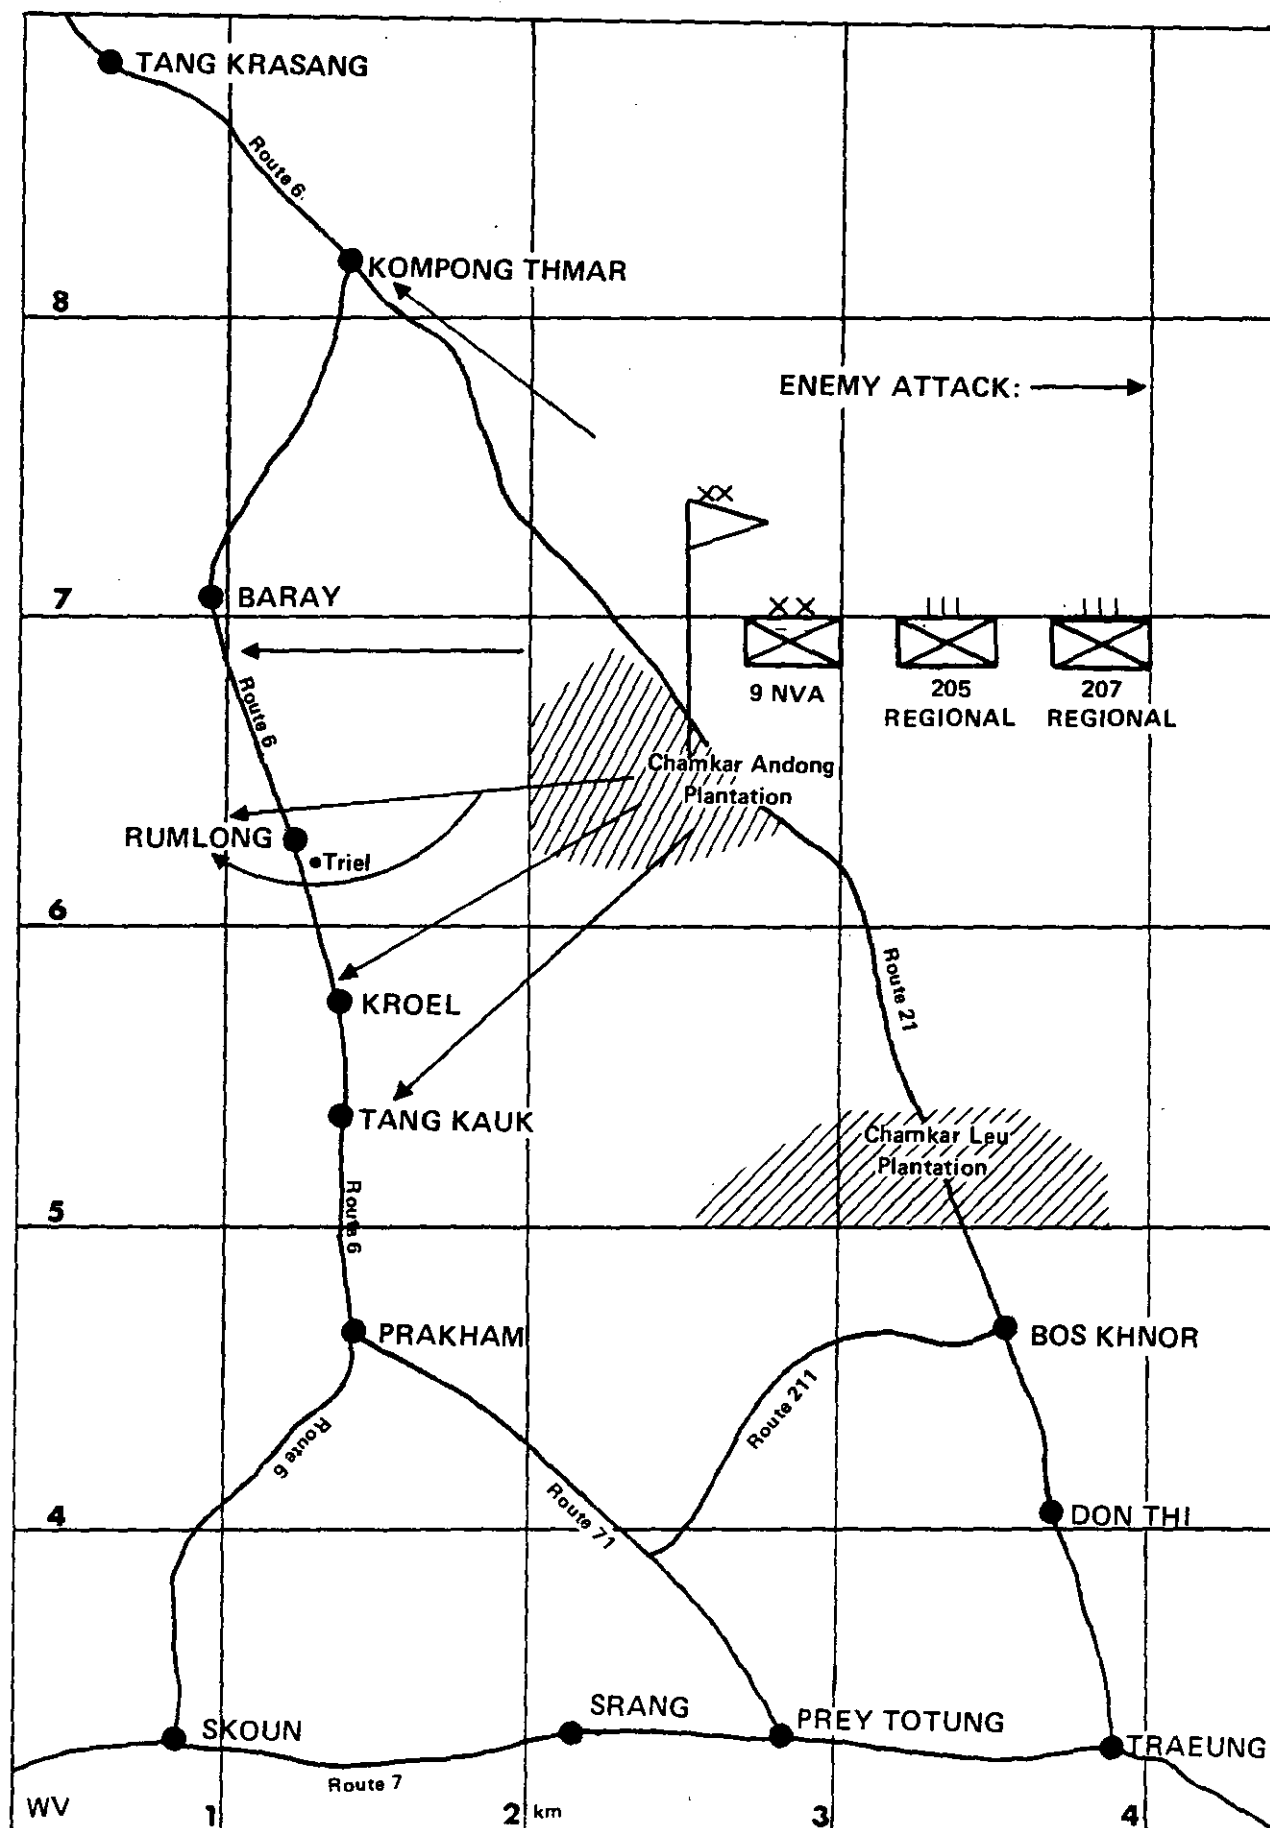 TANG KRASANG
Route 6
KOMPONG THMAR
8
ENEMY ATTACK:
XX
7
BARAY
XX
III
III
9 NVA
205
REGIONAL
207
REGIONAL
Route 6
Chamkar Andong
Plantation
RUMLONG
Triel
6
Route 21
KROEL
TANG KAUK
Chamkar Leu
Plantation
Route 6
5
PRAKHAM
BOS KHNOR
Route 211
Route 6
Route 71
4
DON THI
SRANG
PREY TOTUNG
SKOUN
TRAEUNG
Route 7
WV
1
2 km
3
4